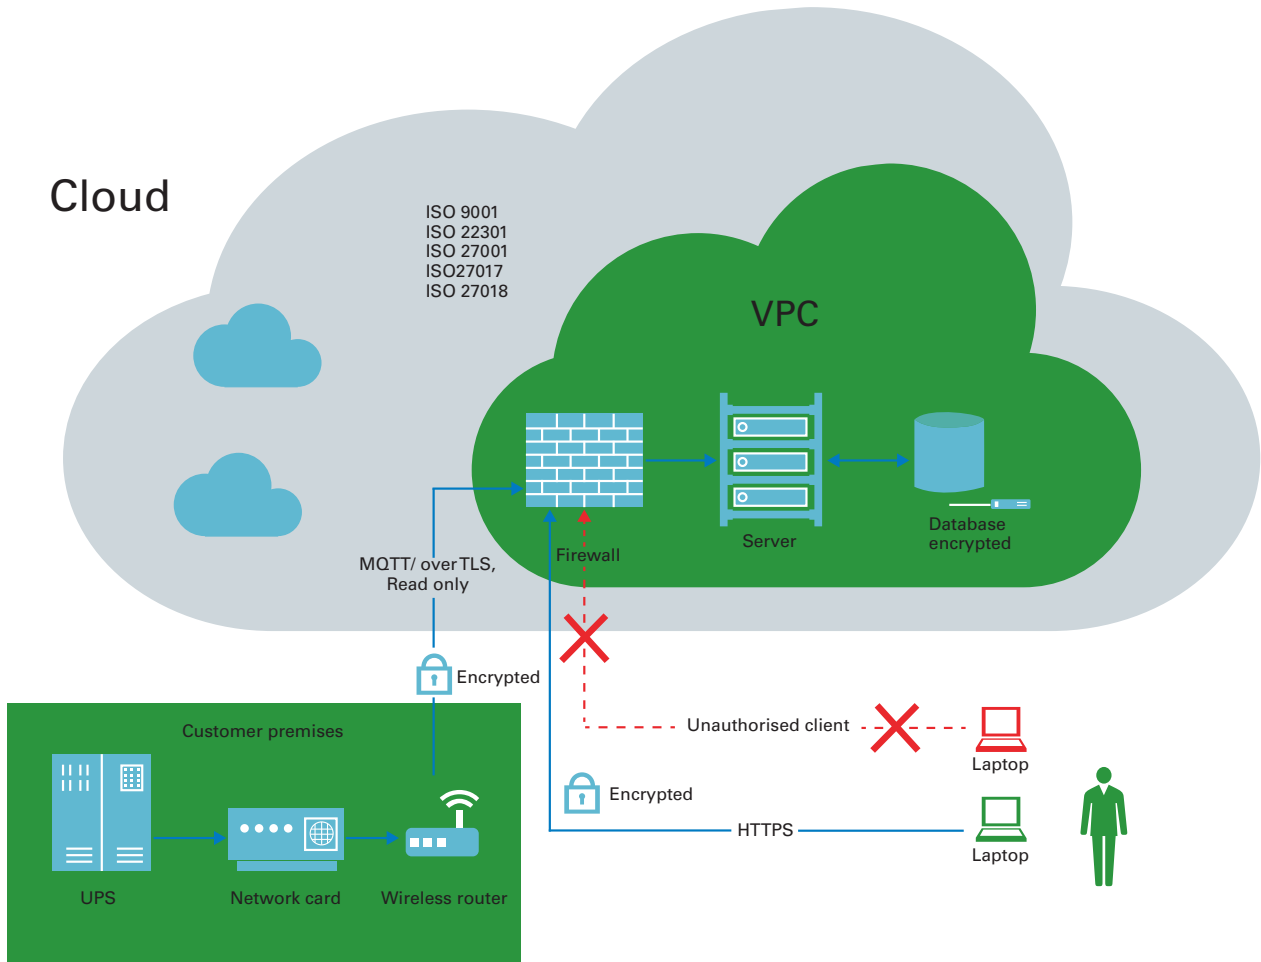 Cloud
ISO 9001
ISO 22301
ISO 27001
ISO27017
ISO 27018
VPC
Firewall
Server
Database
encrypted
MQTT/ over TLS,
Read only
Encrypted
Customer premises
UPS
Network card
Wireless router
Unauthorised client
Laptop
Encrypted
HTTPS
Laptop